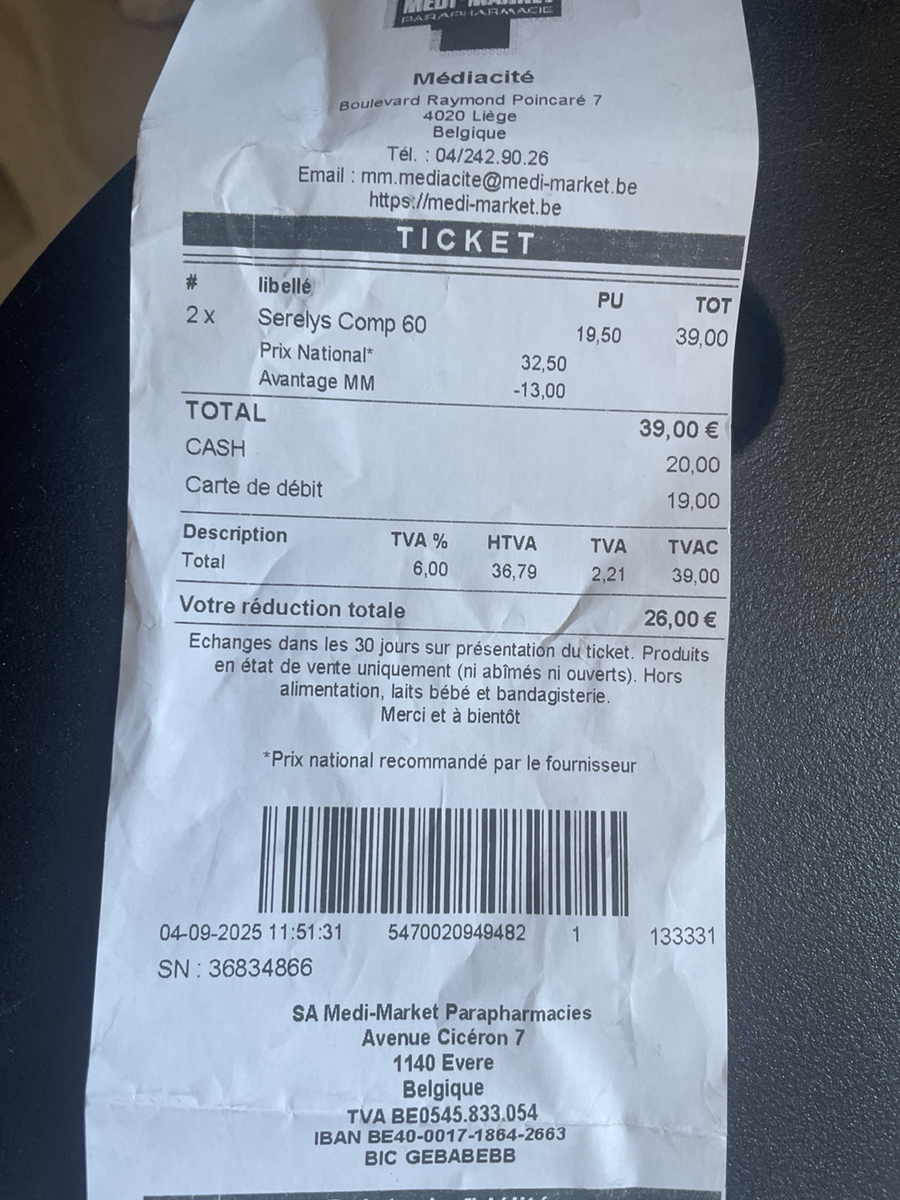 MEDI MARKET
PARAPHARMACIE
Médiacité
Boulevard Raymond Poincaré 7
4020 Liège
Belgique
Tél. : 04/242.90.26
Email : mm.mediacite@medi-market.be
https://medi-market.be
TICKET
# libellé PU TOT
2 x Serelys Comp 60 19,50 39,00
Prix National* 32,50
Avantage MM -13,00
TOTAL 39,00 €
CASH 20,00
Carte de débit 19,00
Description TVA % HTVA TVA TVAC
Total 6,00 36,79 2,21 39,00
Votre réduction totale 26,00 €
Echanges dans les 30 jours sur présentation du ticket. Produits
en état de vente uniquement (ni abîmés ni ouverts). Hors
alimentation, laits bébé et bandagisterie.
Merci et à bientôt
*Prix national recommandé par le fournisseur
04-09-2025 11:51:31 5470020949482 1 133331
SN : 36834866
SA Medi-Market Parapharmacies
Avenue Cicéron 7
1140 Evere
Belgique
TVA BE0545.833.054
IBAN BE40-0017-1864-2663
BIC GEBABEBB